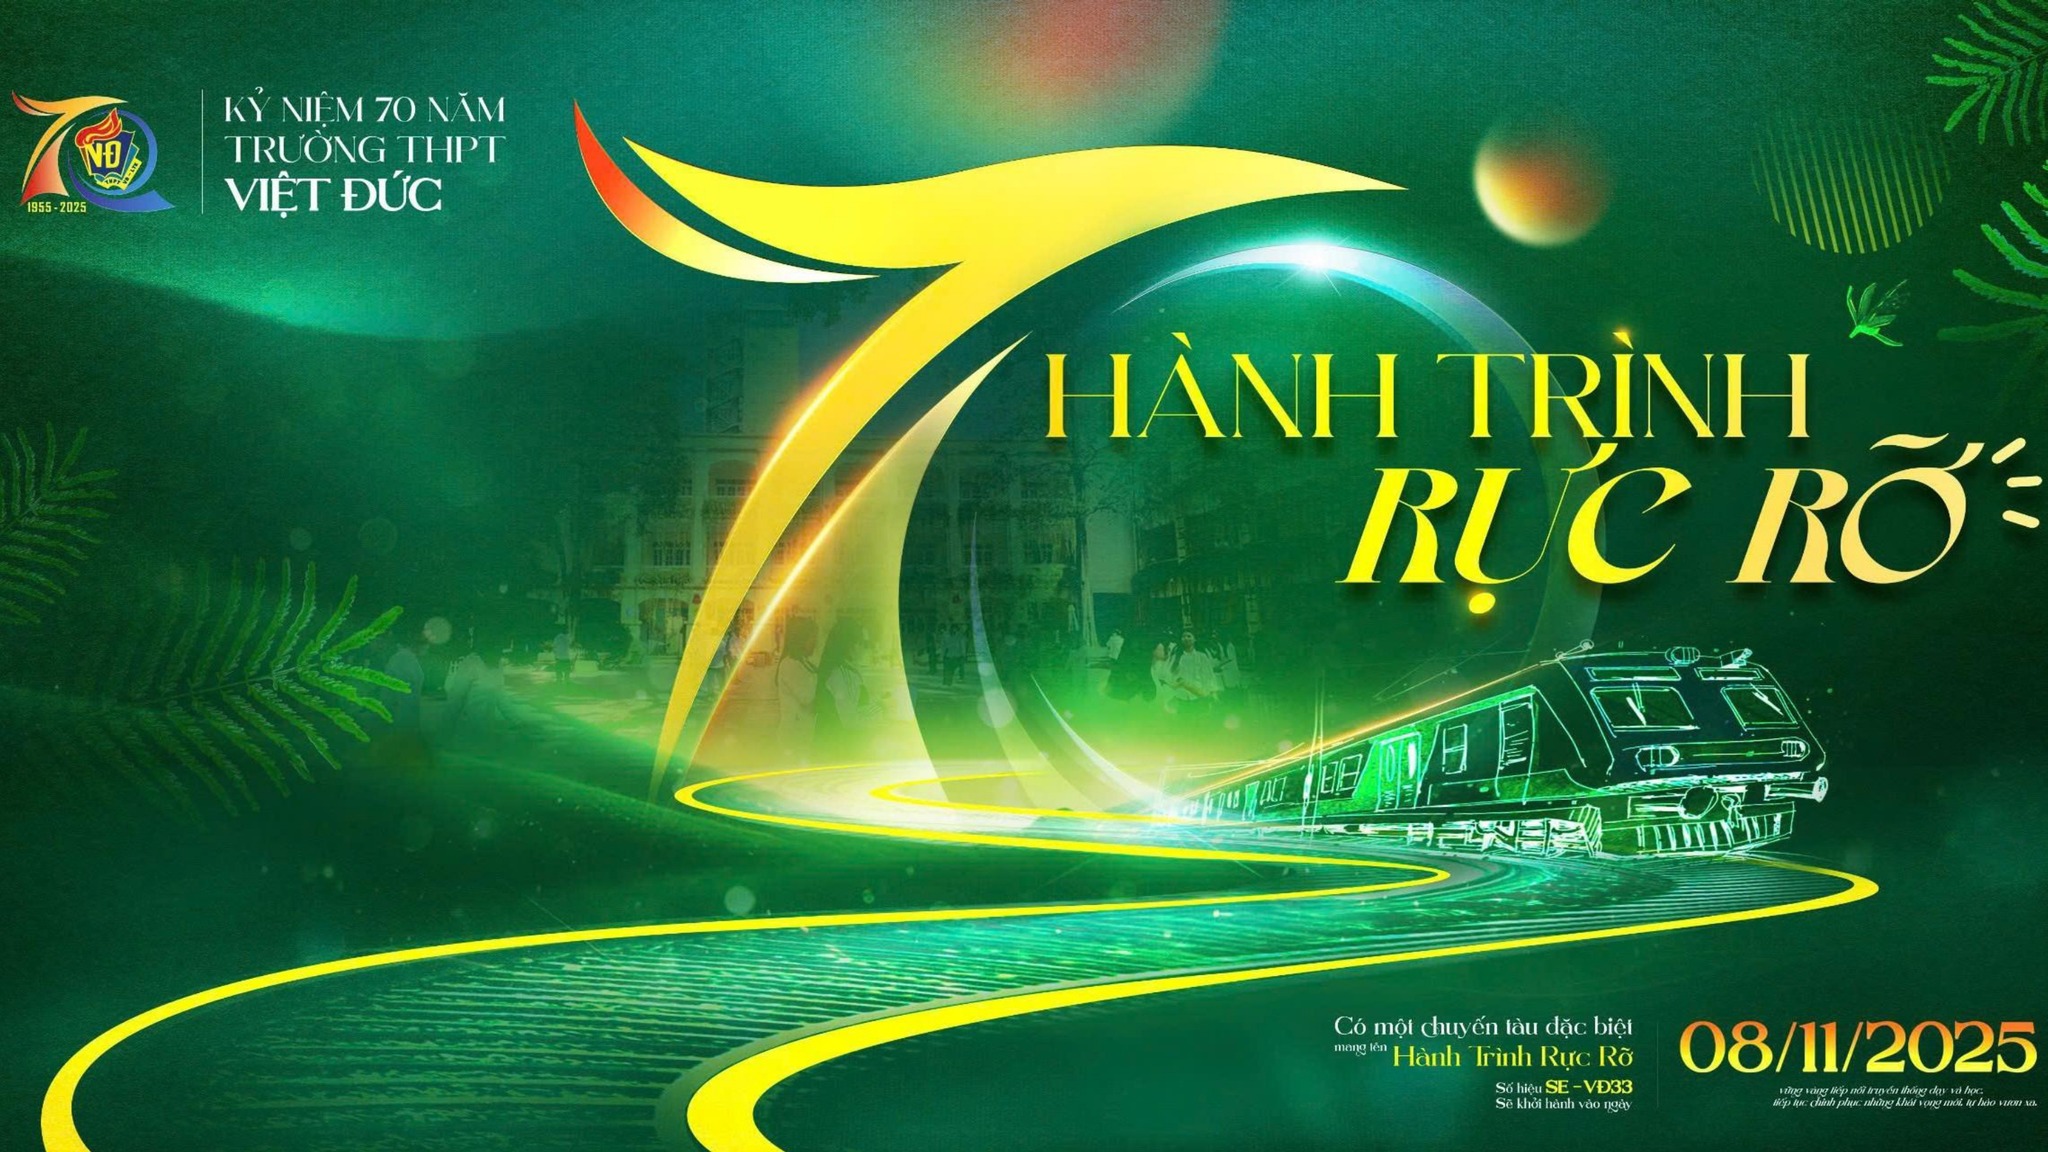 1955 - 2025
VĐ
KỶ NIỆM 70 NĂM
TRƯỜNG THPT
VIỆT ĐỨC
70
HÀNH TRÌNH
RỰC RỠ
Có một chuyến tàu đặc biệt
mang tên Hành Trình Rực Rỡ
Số hiệu SE - VĐ33
Sẽ khởi hành vào ngày
08/11/2025
vững vàng tiếp nối truyền thống dạy và học,
tiếp tục chinh phục những khát vọng mới, tự hào vươn xa.